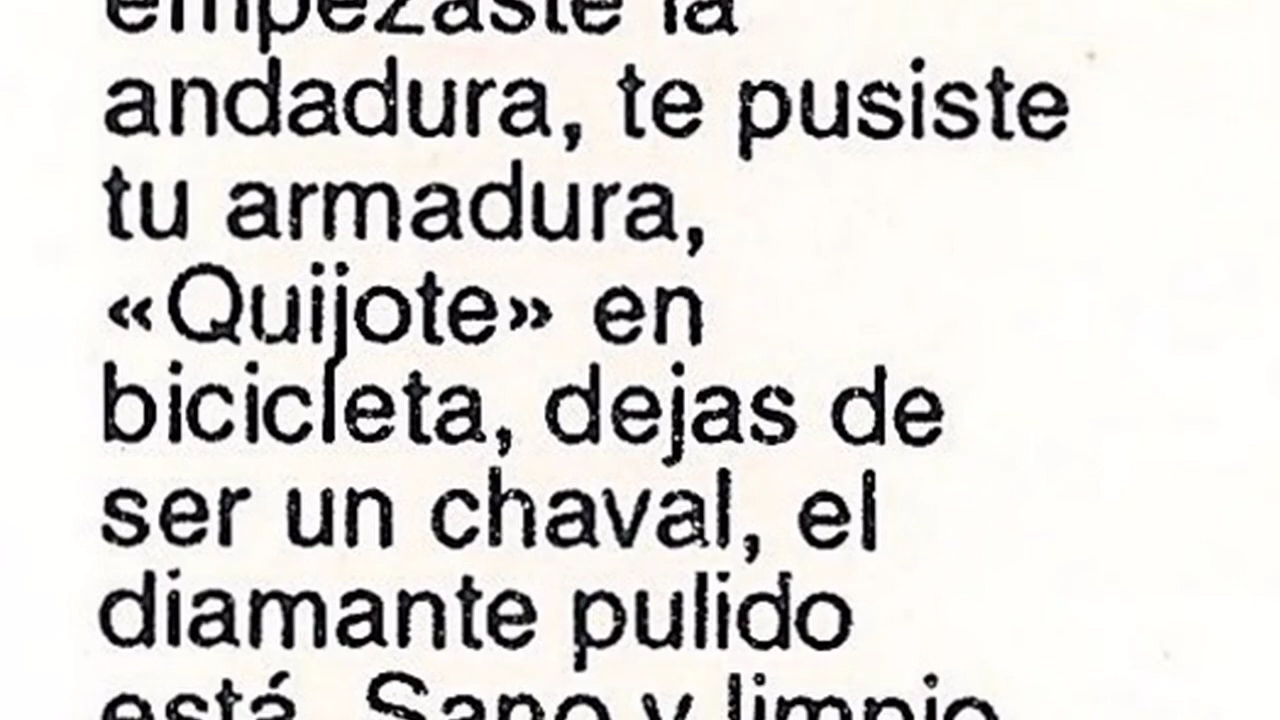 empezaste la
andadura, te pusiste
tu armadura,
«Quijote» en
bicicleta, dejas de
ser un chaval, el
diamante pulido
está. Sano y limpio